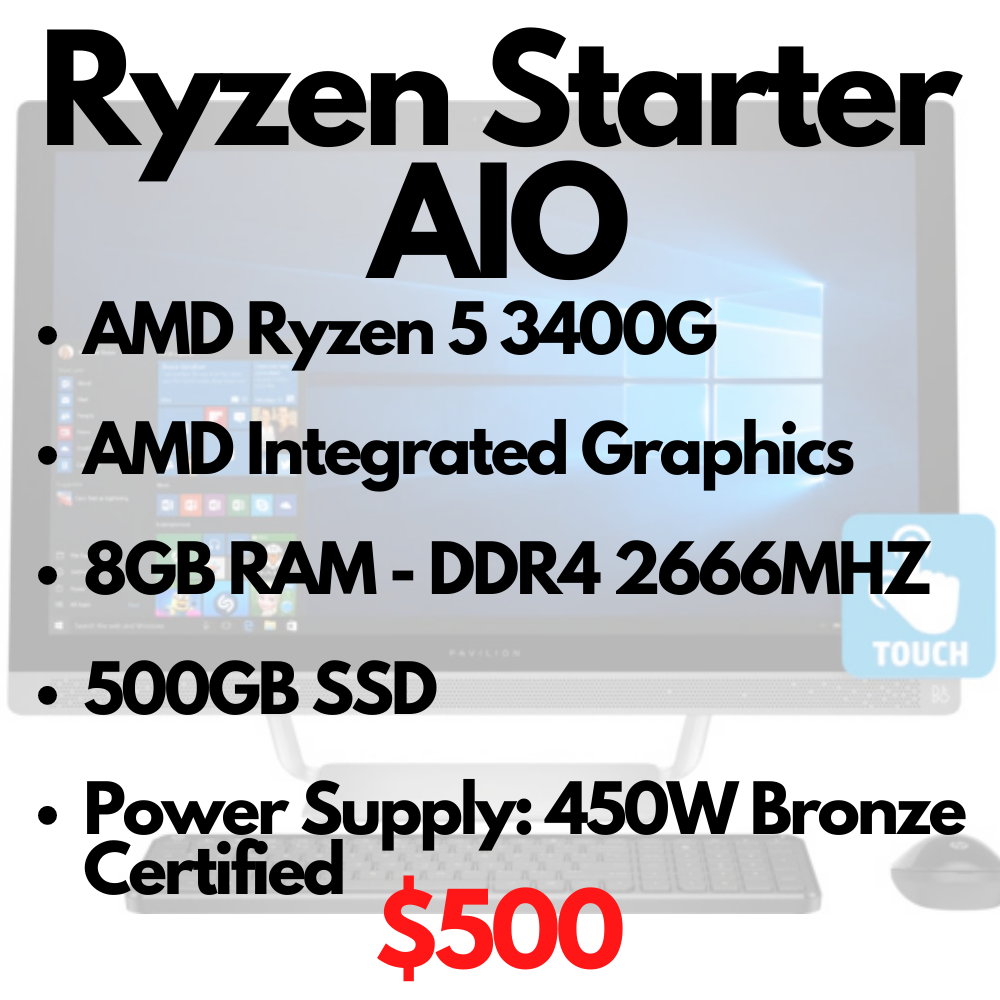 Ryzen Starter
AIO
• AMD Ryzen 5 3400G
• AMD Integrated Graphics
• 8GB RAM - DDR4 2666MHZ
TOUCH
PAVILION
• 500GB SSD
• Power Supply: 450W Bronze
Certified
$500